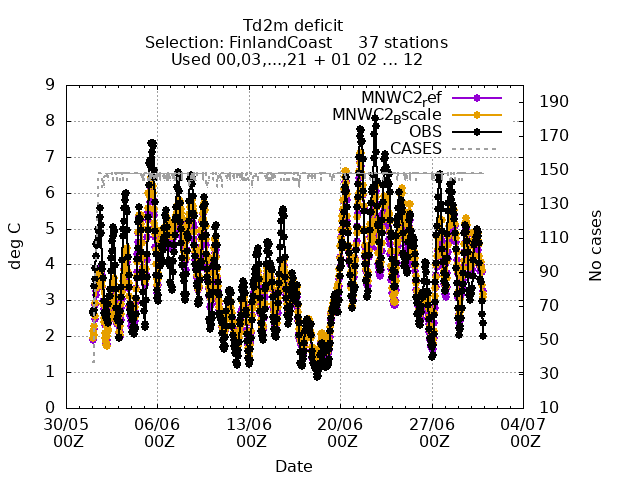 Td2m deficit
Selection: FinlandCoast 37 stations
Used 00,03,...,21 + 01 02 ... 12
MNWC2ref
MNWC2Bscale
OBS
CASES
deg C
9
8
7
6
5
4
3
2
1
0
No cases
190
170
150
130
110
90
70
50
30
10
30/05 06/06 13/06 20/06 27/06 04/07
00Z 00Z 00Z 00Z 00Z 00Z
Date